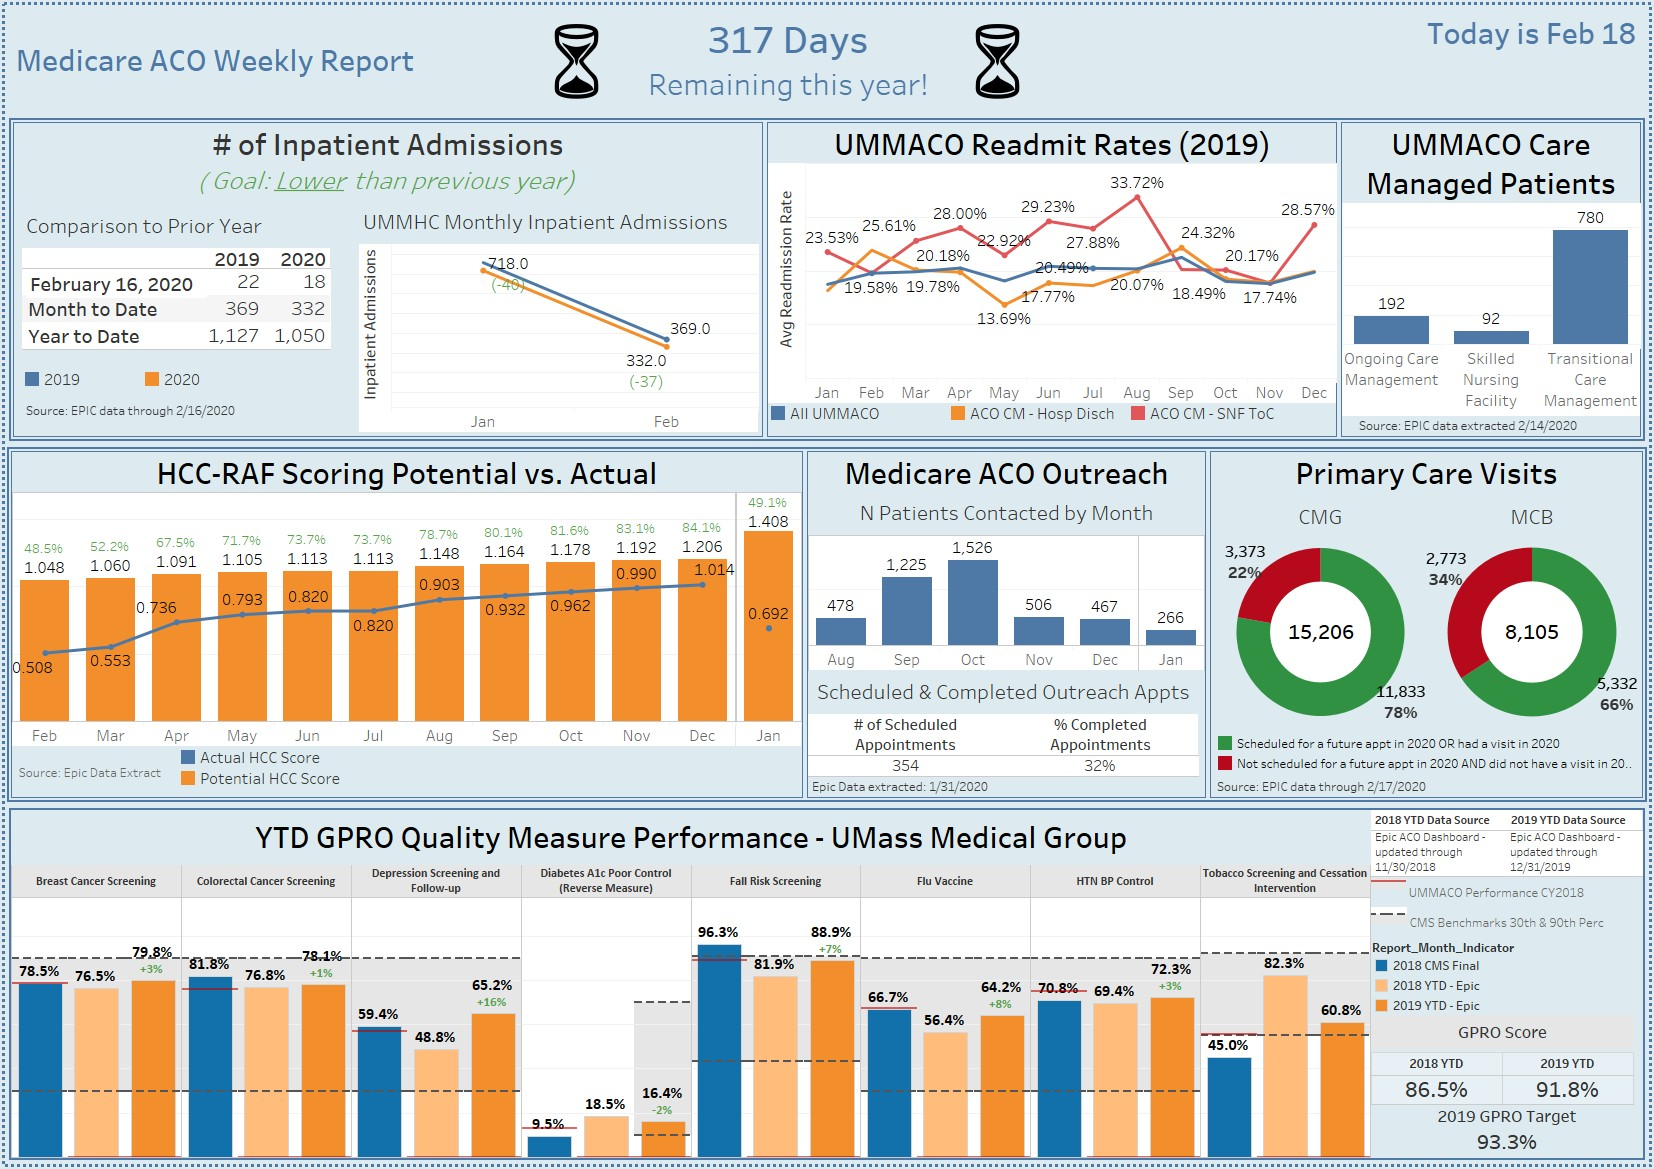 Medicare ACO Weekly Report
317 Days
Remaining this year!
Today is Feb 18
# of Inpatient Admissions
( Goal: Lower than previous year)
Comparison to Prior Year
2019 2020
February 16, 2020 22 18
Month to Date 369 332
Year to Date 1,127 1,050
2019 2020
Source: EPIC data through 2/16/2020
UMMHC Monthly Inpatient Admissions
Inpatient Admissions
718.0
(-40)
369.0
332.0
(-37)
Jan Feb
UMMACO Readmit Rates (2019)
Avg Readmission Rate
33.72%
29.23%
28.57%
28.00%
25.61%
23.53%
22.92%
27.88%
24.32%
20.18%
20.49%
20.17%
19.58%
19.78%
17.77%
20.07%
18.49%
17.74%
13.69%
Jan Feb Mar Apr May Jun Jul Aug Sep Oct Nov Dec
All UMMACO ACO CM - Hosp Disch ACO CM - SNF ToC
UMMACO Care
Managed Patients
780
192
92
Ongoing Care
Management
Skilled
Nursing
Facility
Transitional
Care
Management
Source: EPIC data extracted 2/14/2020
HCC-RAF Scoring Potential vs. Actual
48.5% 52.2% 67.5% 71.7% 73.7% 73.7% 78.7% 80.1% 81.6% 83.1% 84.1% 49.1%
1.048 1.060 1.091 1.105 1.113 1.113 1.148 1.164 1.178 1.192 1.206 1.408
0.508 0.553 0.736 0.793 0.820 0.820 0.903 0.932 0.962 0.990 1.014 0.692
Feb Mar Apr May Jun Jul Aug Sep Oct Nov Dec Jan
Source: Epic Data Extract
Actual HCC Score
Potential HCC Score
Medicare ACO Outreach
N Patients Contacted by Month
478 1,225 1,526 506 467 266
Aug Sep Oct Nov Dec Jan
Scheduled & Completed Outreach Appts
# of Scheduled
Appointments
% Completed
Appointments
354 32%
Epic Data extracted: 1/31/2020
Primary Care Visits
CMG MCB
3,373
22%
15,206
11,833
78%
2,773
34%
8,105
5,332
66%
Scheduled for a future appt in 2020 OR had a visit in 2020
Not scheduled for a future appt in 2020 AND did not have a visit in 20..
Source: EPIC data through 2/17/2020
YTD GPRO Quality Measure Performance - UMass Medical Group
Breast Cancer Screening
78.5% 76.5% 79.8%
+3%
Colorectal Cancer Screening
81.8% 76.8% 78.1%
+1%
Depression Screening and
Follow-up
59.4% 48.8% 65.2%
+16%
Diabetes A1c Poor Control
(Reverse Measure)
9.5% 18.5% 16.4%
-2%
Fall Risk Screening
96.3% 81.9% 88.9%
+7%
Flu Vaccine
66.7% 56.4% 64.2%
+8%
HTN BP Control
70.8% 69.4% 72.3%
+3%
Tobacco Screening and Cessation
Intervention
45.0% 82.3% 60.8%
2018 YTD Data Source 2019 YTD Data Source
Epic ACO Dashboard -
updated through
11/30/2018
Epic ACO Dashboard -
updated through
12/31/2019
UMMACO Performance CY2018
CMS Benchmarks 30th & 90th Perc
Report_Month_Indicator
2018 CMS Final
2018 YTD - Epic
2019 YTD - Epic
GPRO Score
2018 YTD 2019 YTD
86.5% 91.8%
2019 GPRO Target
93.3%